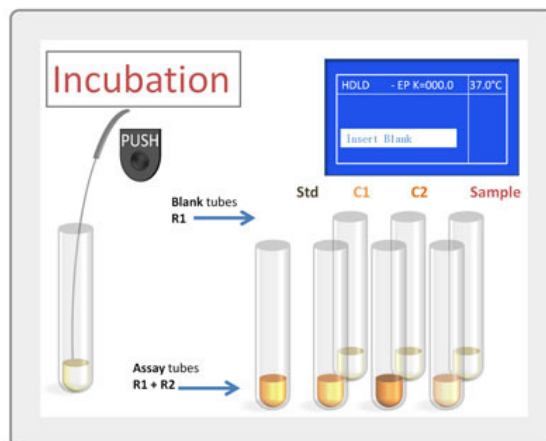 Incubation
PUSH
HDLD - EP K=000.0 37.0°C
Insert Blank
Std C1 C2 Sample
Blank tubes
R1
Assay tubes
R1 + R2